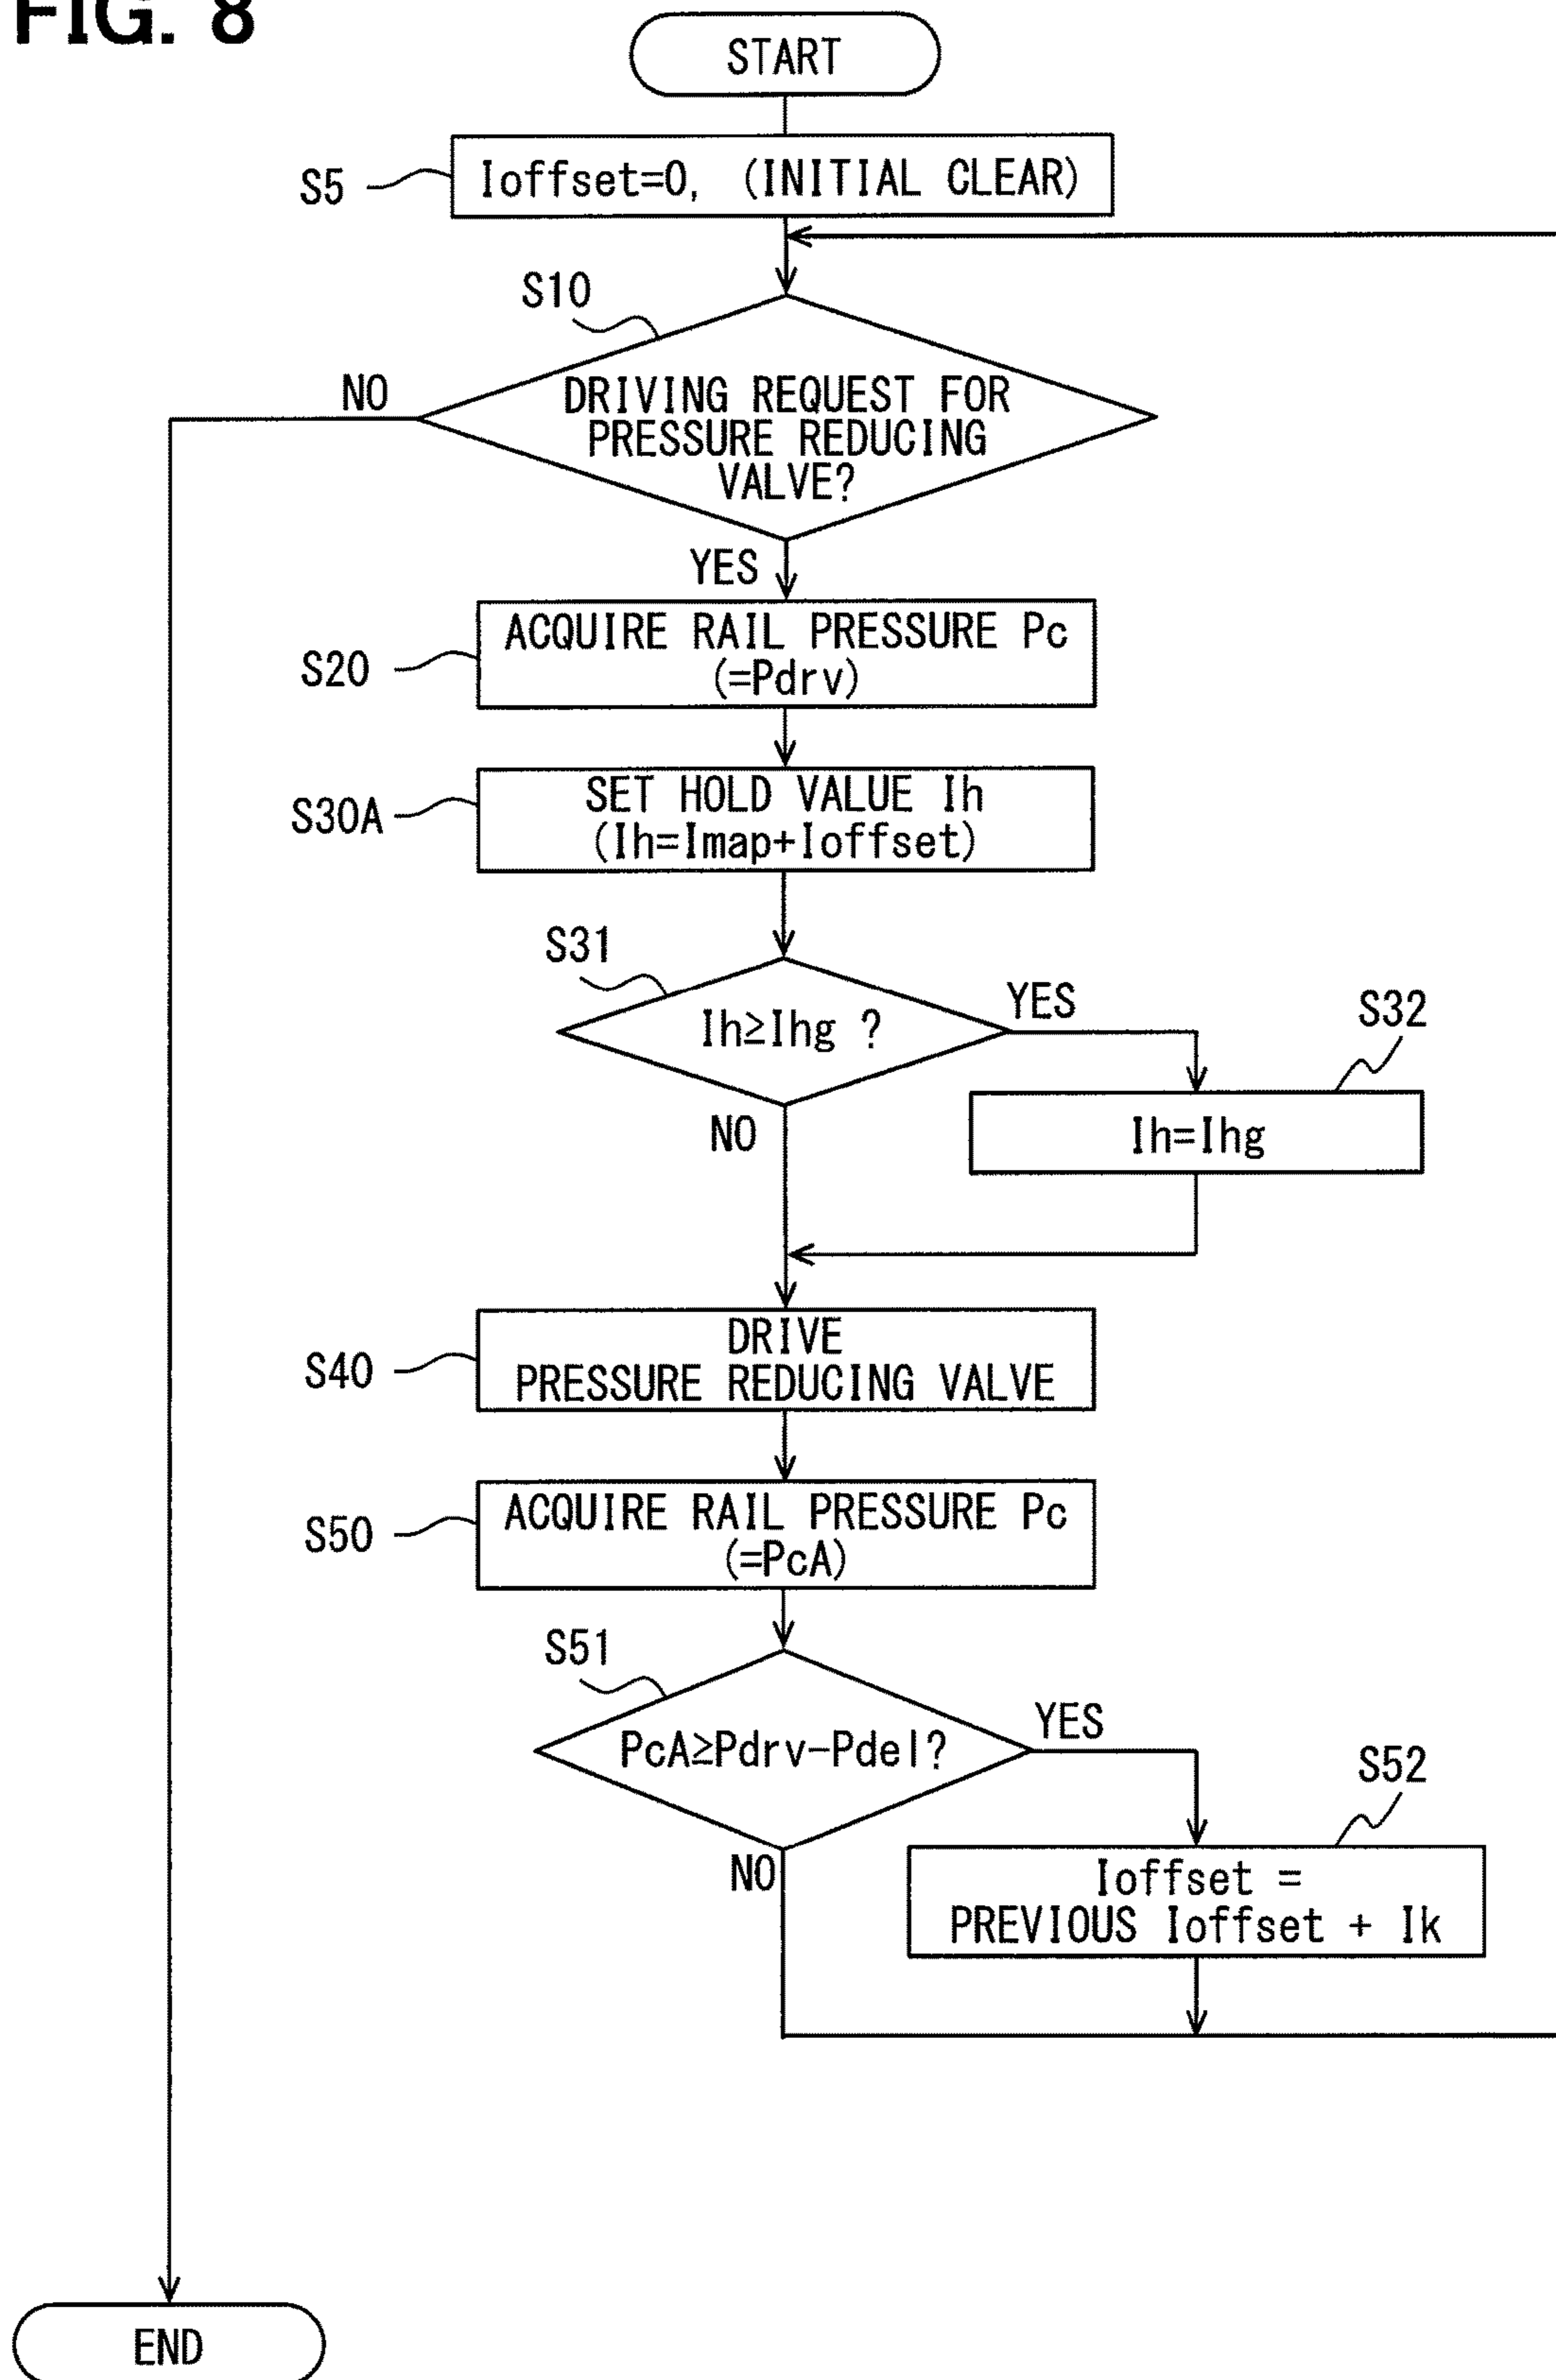 FIG. 8
START
S5
Ioffset=0, (INITIAL CLEAR)
S10
NO
DRIVING REQUEST FOR
PRESSURE REDUCING
VALVE?
YES
S20
ACQUIRE RAIL PRESSURE Pc
(=Pdrv)
S30A
SET HOLD VALUE Ih
(Ih=Imap+Ioffset)
S31
Ih≥Ihg ?
YES
NO
S32
Ih=Ihg
S40
DRIVE
PRESSURE REDUCING VALVE
S50
ACQUIRE RAIL PRESSURE Pc
(=PcA)
S51
PcA≥Pdrv-Pdel?
YES
NO
S52
Ioffset =
PREVIOUS Ioffset + Ik
END